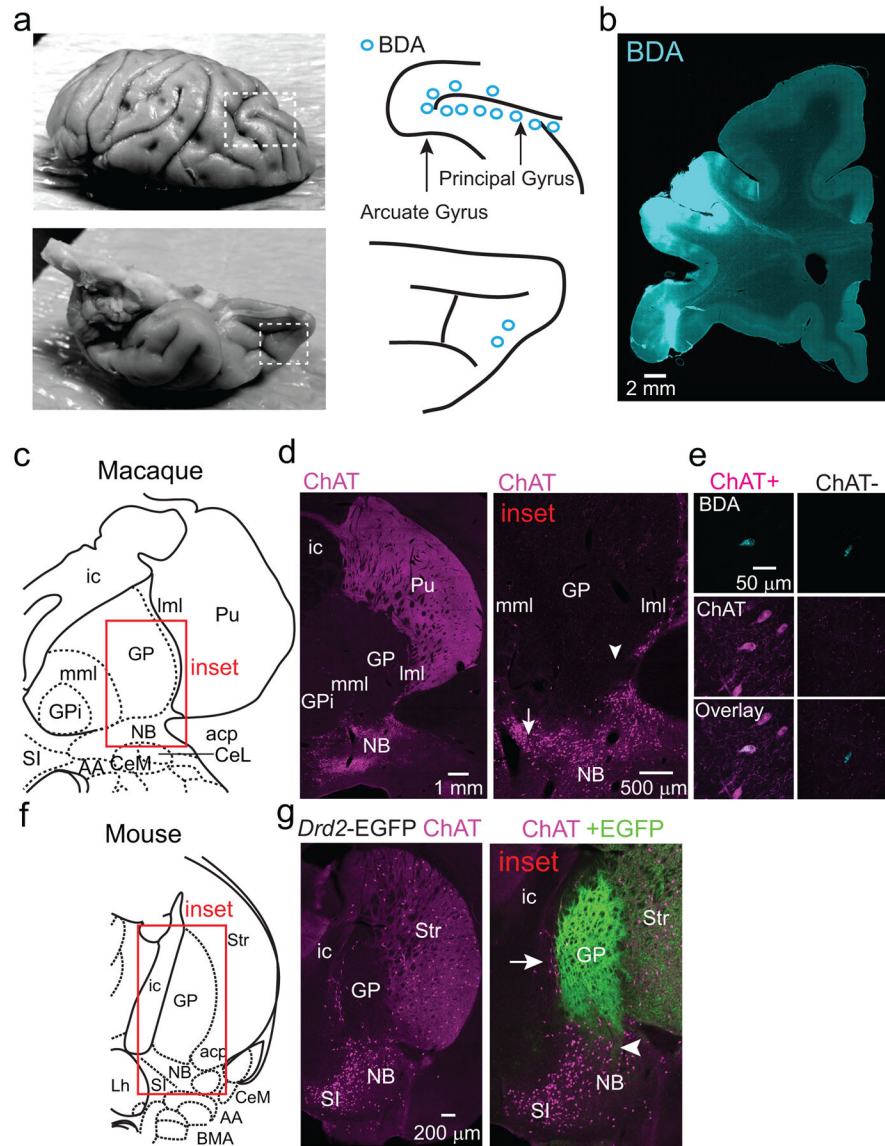 a
BDA
Principal Gyrus
Arcuate Gyrus
b
BDA
2 mm
c
Macaque
ic
lml
Pu
GP
inset
mml
GPi
NB
acp
SI
AA
CeM
CeL
d
ChAT
ic
Pu
GP
mml
lml
GPi
NB
1 mm
ChAT
inset
GP
mml
lml
NB
500 μm
e
ChAT+
ChAT-
BDA
50 μm
ChAT
Overlay
f
Mouse
inset
Str
ic
GP
acp
NB
Lh
SI
CeM
AA
BMA
g
Drd2-EGFP ChAT
ic
Str
GP
NB
SI
200 μm
ChAT +EGFP
inset
ic
Str
GP
NB
SI